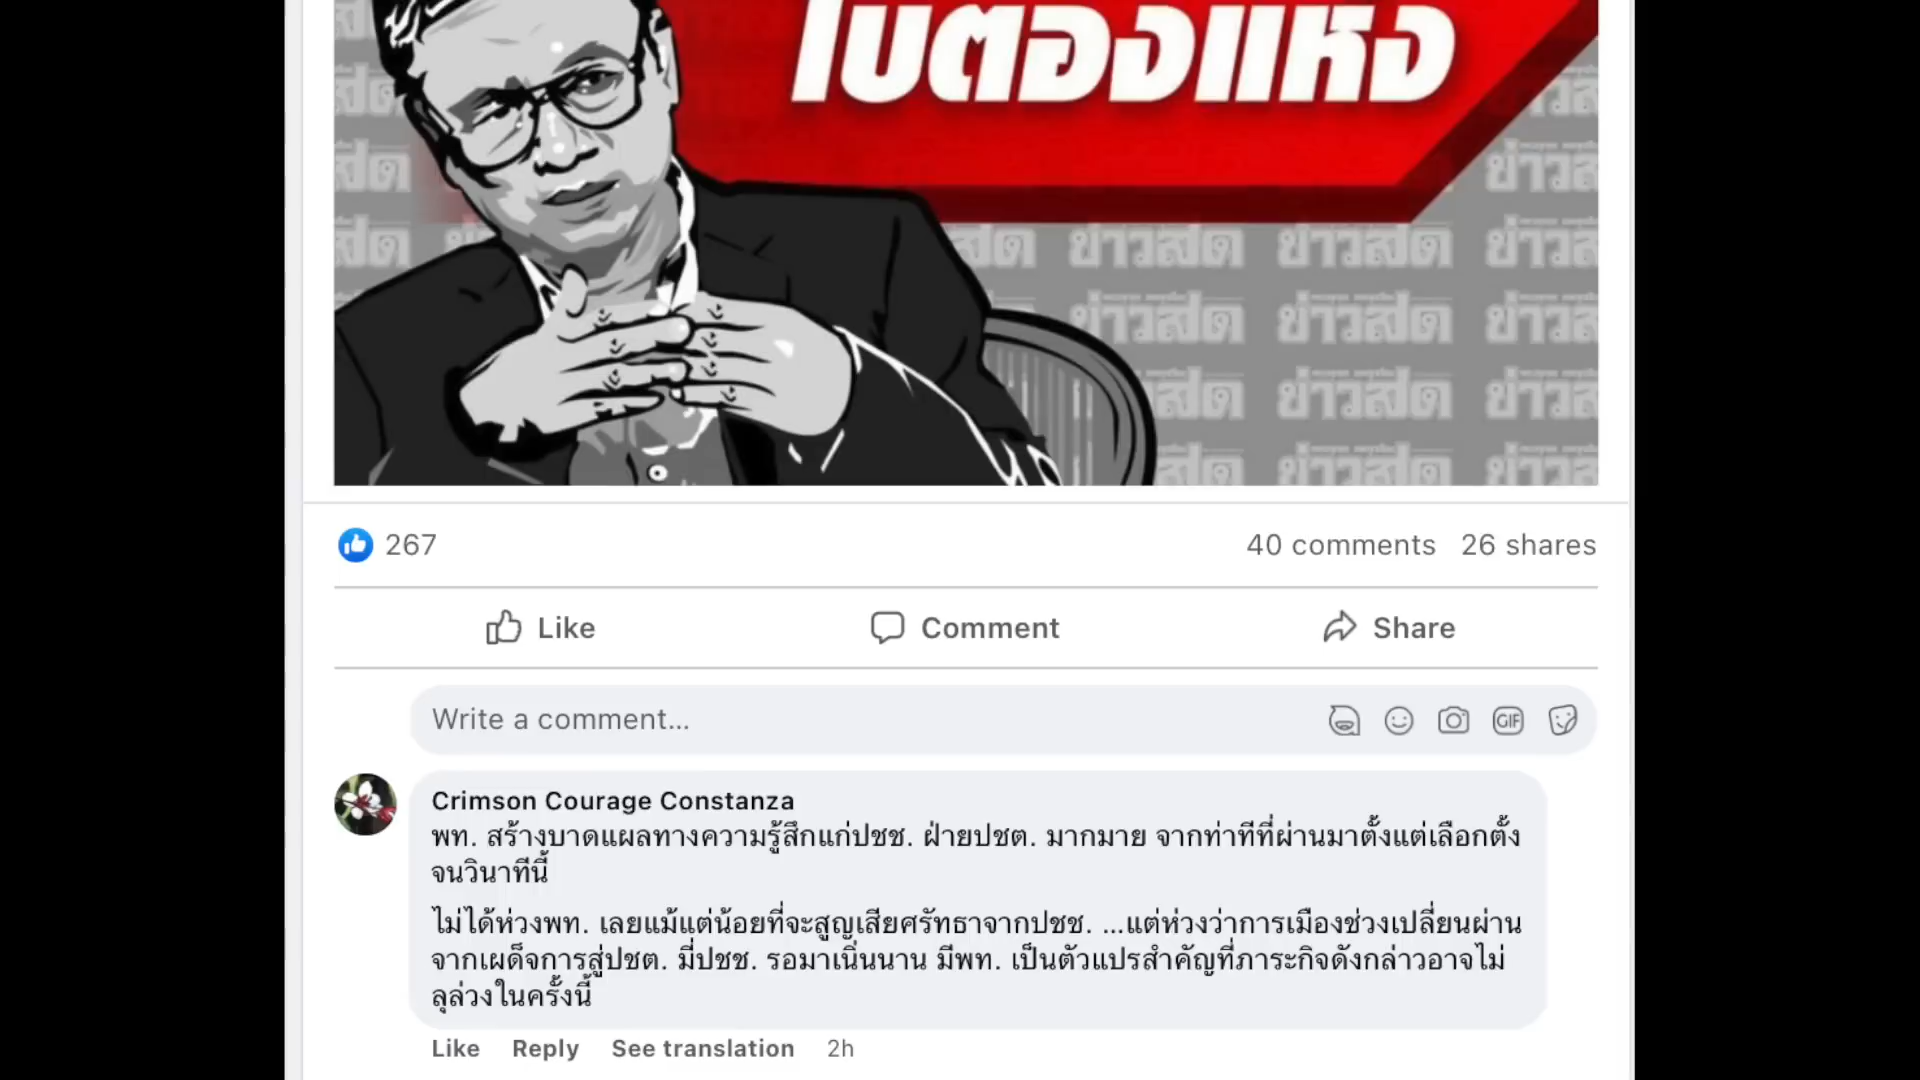 ใบตองแห้ง
ข่าวสด
267
40 comments 26 shares
Like Comment Share
Write a comment...
GIF
Crimson Courage Constanza
พท. สร้างบาดแผลทางความรู้สึกแก่ปชช. ฝ่ายปชต. มากมาย จากท่าทีที่ผ่านมาตั้งแต่เลือกตั้ง
จนวินาทีนี้
ไม่ได้ห่วงพท. เลยแม้แต่น้อยที่จะสูญเสียศรัทธาจากปชช. ...แต่ห่วงว่าการเมืองช่วงเปลี่ยนผ่าน
จากเผด็จการสู่ปชต. มี่ปชช. รอมาเนิ่นนาน มีพท. เป็นตัวแปรสำคัญที่ภาระกิจดังกล่าวอาจไม่
ลุล่วงในครั้งนี้
Like Reply See translation 2h